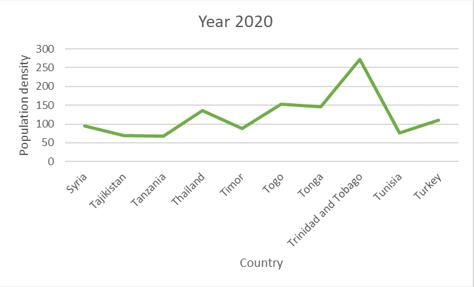 Year 2020
Population density
300
250
200
150
100
50
0
Syria
Tajikistan
Tanzania
Thailand
Timor
Togo
Tonga
Trinidad and Tobago
Tunisia
Turkey
Country